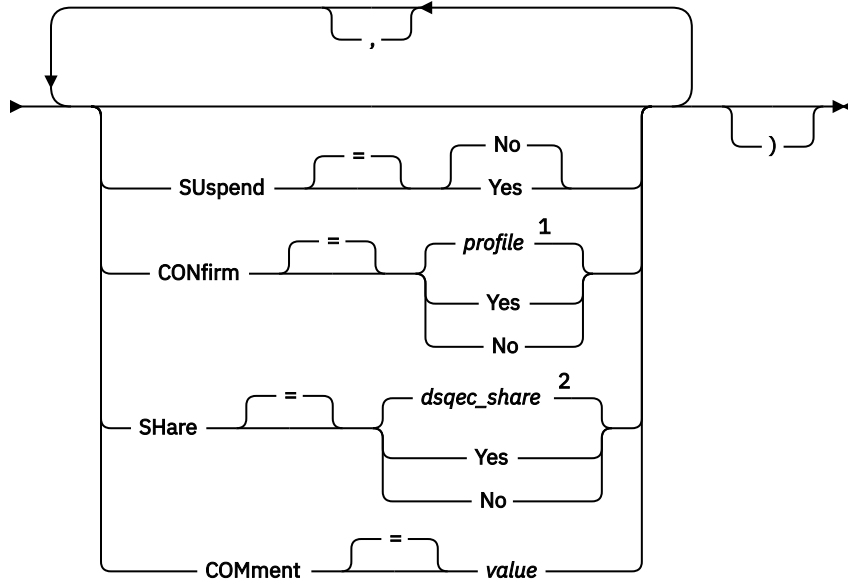 ,
)
=
No
SUspend
Yes
=
profile 1
CONfirm
Yes
No
=
dsqec_share 2
SHare
Yes
No
=
COMment
value